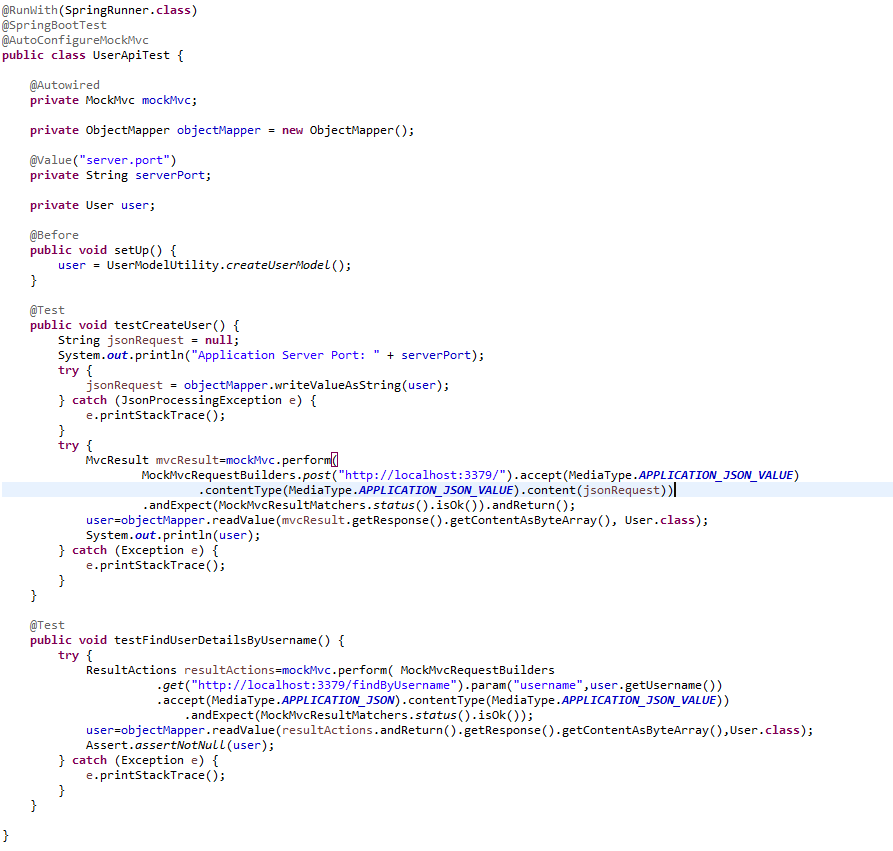 @RunWith(SpringRunner.class)
@SpringBootTest
@AutoConfigureMockMvc
public class UserApiTest {

    @Autowired
    private MockMvc mockMvc;

    private ObjectMapper objectMapper = new ObjectMapper();

    @Value("server.port")
    private String serverPort;

    private User user;

    @Before
    public void setUp() {
        user = UserModelUtility.createUserModel();
    }

    @Test
    public void testCreateUser() {
        String jsonRequest = null;
        System.out.println("Application Server Port: " + serverPort);
        try {
            jsonRequest = objectMapper.writeValueAsString(user);
        } catch (JsonProcessingException e) {
            e.printStackTrace();
        }
        try {
            MvcResult mvcResult=mockMvc.perform(
                    MockMvcRequestBuilders.post("http://localhost:3379/").accept(MediaType.APPLICATION_JSON_VALUE)
                            .contentType(MediaType.APPLICATION_JSON_VALUE).content(jsonRequest))
                    .andExpect(MockMvcResultMatchers.status().isOk()).andReturn();
            user=objectMapper.readValue(mvcResult.getResponse().getContentAsByteArray(), User.class);
            System.out.println(user);
        } catch (Exception e) {
            e.printStackTrace();
        }
    }

    @Test
    public void testFindUserDetailsByUsername() {
        try {
            ResultActions resultActions=mockMvc.perform( MockMvcRequestBuilders
                      .get("http://localhost:3379/findByUsername").param("username",user.getUsername())
                      .accept(MediaType.APPLICATION_JSON).contentType(MediaType.APPLICATION_JSON_VALUE))
                          .andExpect(MockMvcResultMatchers.status().isOk());
            user=objectMapper.readValue(resultActions.andReturn().getResponse().getContentAsByteArray(),User.class);
            Assert.assertNotNull(user);
        } catch (Exception e) {
            e.printStackTrace();
        }
    }

}